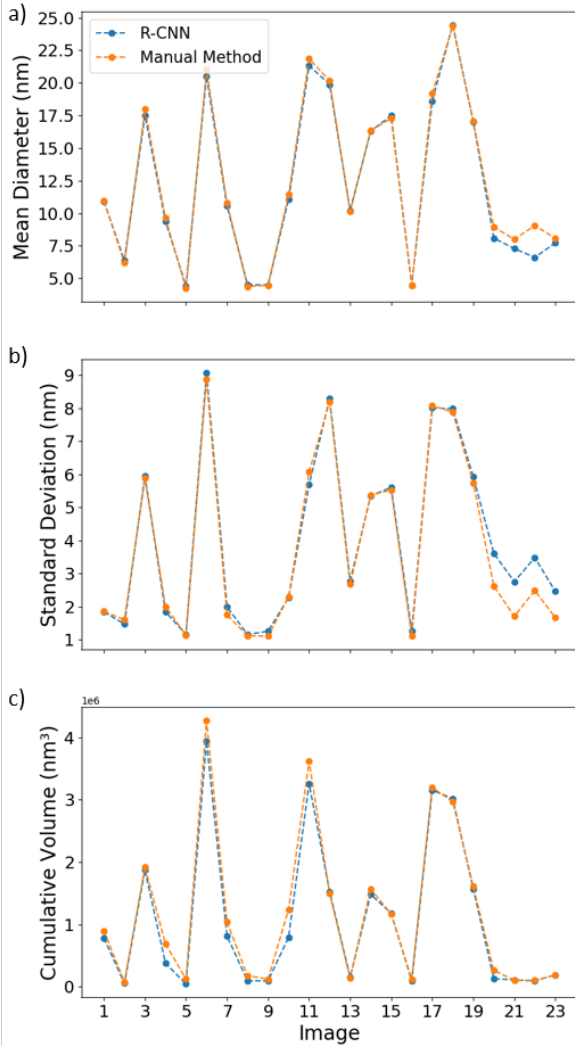 a)
25.0
22.5
20.0
17.5
15.0
12.5
10.0
7.5
5.0
Mean Diameter (nm)
R-CNN
Manual Method
b)
9
8
7
6
5
4
3
2
1
Standard Deviation (nm)
c)
1e6
4
3
2
1
0
Cumulative Volume (nm³)
1 3 5 7 9 11 13 15 17 19 21 23
Image